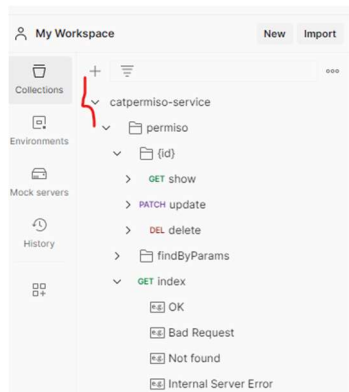 My Workspace
New
Import
Collections
Environments
Mock servers
History
catpermiso-service
permiso
{id}
GET show
PATCH update
DEL delete
findByParams
GET index
e.g. OK
e.g. Bad Request
e.g. Not found
e.g. Internal Server Error